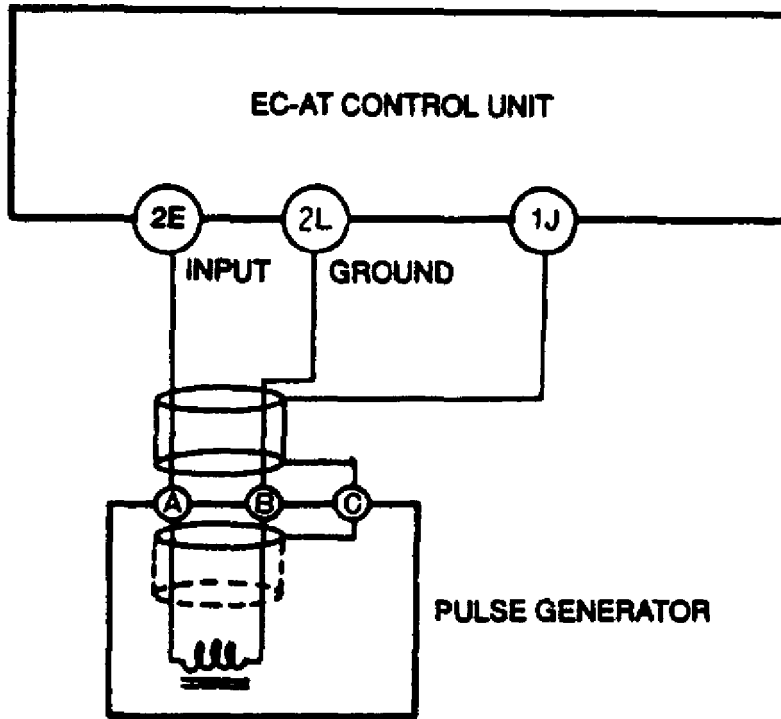 EC-AT CONTROL UNIT
2E 2L 1J
INPUT GROUND
A B C
PULSE GENERATOR